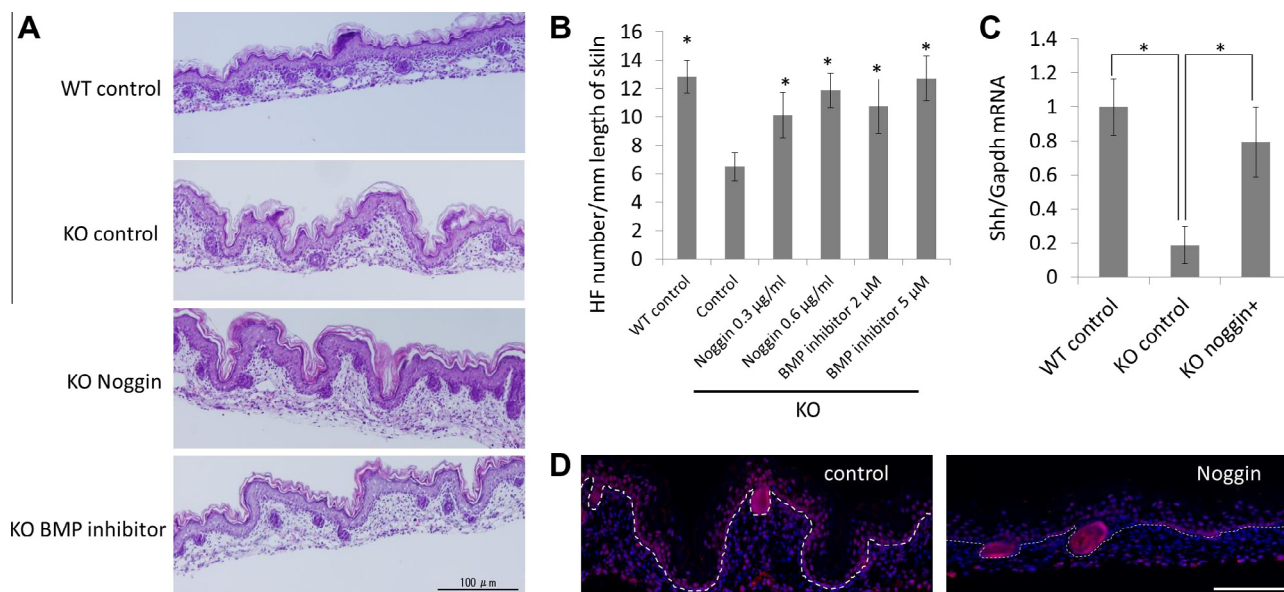 A
WT control
KO control
KO Noggin
KO BMP inhibitor
100 μm
B
HF number/mm length of skiln
16
14
12
10
8
6
4
2
0
*
*
*
*
*
WT control
Control
Noggin 0.3 μg/ml
Noggin 0.6 μg/ml
BMP inhibitor 2 μM
BMP inhibitor 5 μM
KO
C
Shh/Gapdh mRNA
1.4
1.2
1
0.8
0.6
0.4
0.2
0
*
*
WT control
KO control
KO noggin+
D
control
Noggin